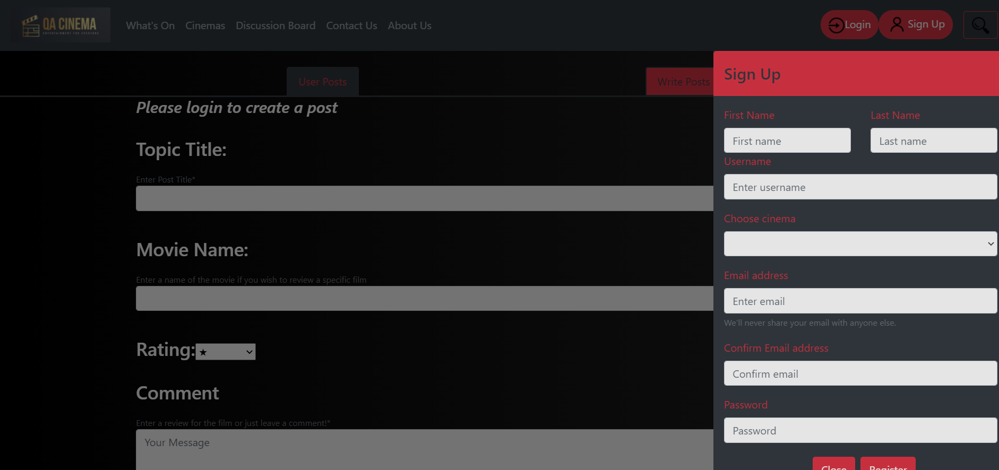 QA CINEMA
ENTERTAINMENT FOR EVERYONE
What's On Cinemas Discussion Board Contact Us About Us
Login Sign Up
User Posts
Write Posts
Please login to create a post
Topic Title:
Enter Post Title*
Movie Name:
Enter a name of the movie if you wish to review a specific film
Rating: ★
Comment
Enter a review for the film or just leave a comment!*
Your Message
Sign Up
First Name Last Name
First name Last name
Username
Enter username
Choose cinema
Email address
Enter email
We'll never share your email with anyone else.
Confirm Email address
Confirm email
Password
Password
Close Register